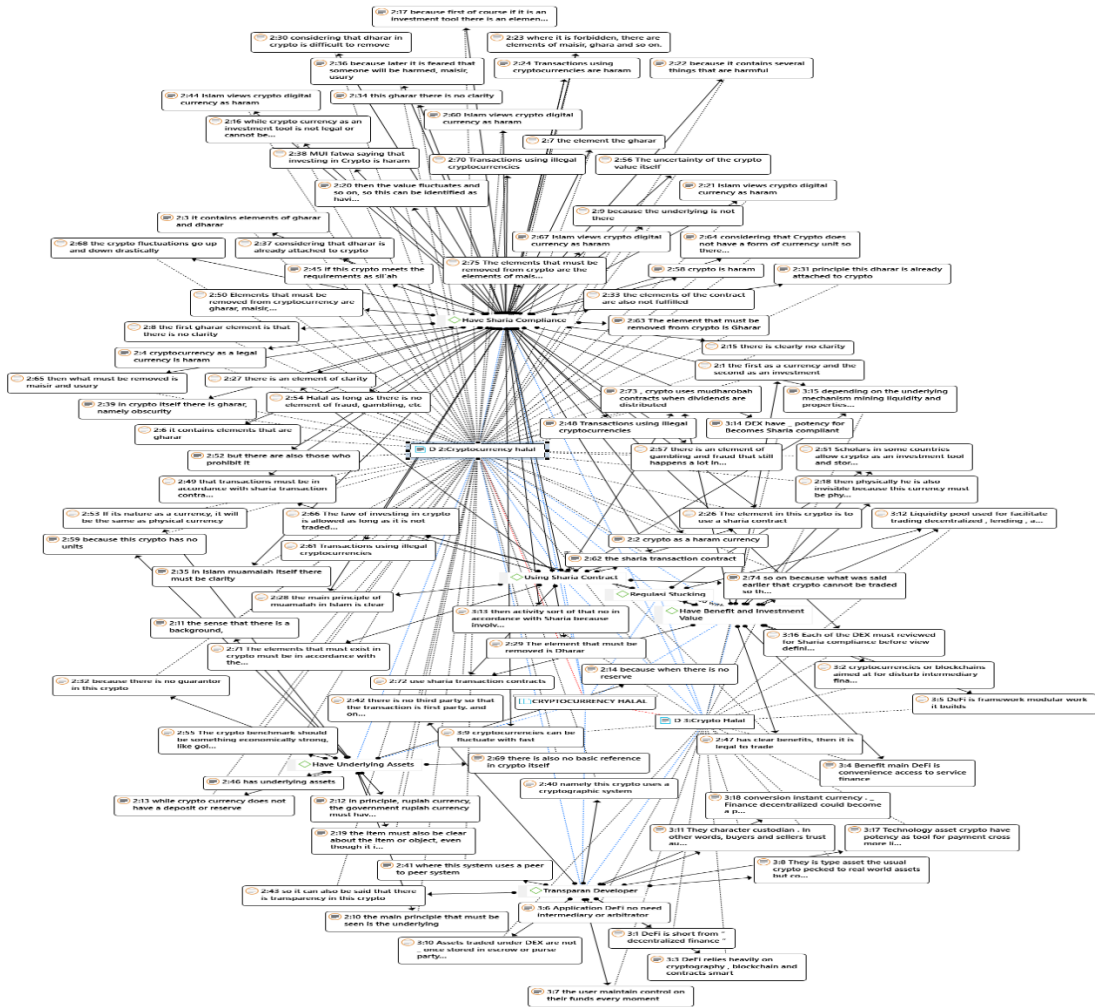 2:17 because first of course if it is an
investment tool there is an elemen...
2:30 considering that dharar in
crypto is difficult to remove
2:23 where it is forbidden, there are
elements of maisir, ghara and so on.
2:36 because later it is feared that
someone will be harmed, maisir,
usury
2:24 Transactions using
cryptocurrencies are haram
2:22 because it contains several
things that are harmful
2:44 Islam views crypto digital
currency as haram
2:34 this gharar there is no clarity
2:16 while crypto currency as an
investment tool is not legal or
cannot be...
2:60 Islam views crypto digital
currency as haram
2:7 the element the gharar
2:38 MUI fatwa saying that
investing in Crypto is haram
2:70 Transactions using illegal
cryptocurrencies
2:56 The uncertainty of the crypto
value itself
2:20 then the value fluctuates and
so on, so this can be identified as
havi...
2:21 Islam views crypto digital
currency as haram
2:3 it contains elements of gharar
and dharar
2:9 because the underlying is not
there
2:68 the crypto fluctuations go up
and down drastically
2:37 considering that dharar is
already attached to crypto
2:67 Islam views crypto digital
currency as haram
2:64 considering that Crypto does
not have a form of currency unit so
there...
2:45 if this crypto meets the
requirements as sil'ah
2:75 The elements that must be
removed from crypto are the
elements of mais...
2:58 crypto is haram
2:31 principle this dharar is already
attached to crypto
2:50 Elements that must be
removed from cryptocurrency are
gharar, maisir,...
2:33 the elements of the contract
are also not fulfilled
Have Sharia Compliance
2:63 The element that must be
removed from crypto is Gharar
2:8 the first gharar element is that
there is no clarity
2:15 there is clearly no clarity
2:4 cryptocurrency as a legal
currency is haram
2:1 the first as a currency and the
second as an investment
2:65 then what must be removed is
maisir and usury
2:27 there is an element of clarity
2:54 Halal as long as there is no
element of fraud, gambling, etc
2:73 , crypto uses mudharobah
contracts when dividends are
distributed
3:15 depending on the underlying
mechanism mining liquidity and
properties...
2:39 in crypto itself there is gharar,
namely obscurity
2:48 Transactions using illegal
cryptocurrencies
3:14 DEX have _ potency for
Becomes Sharia compliant
2:6 it contains elements that are
gharar
D 2:Cryptocurrency halal
2:52 but there are also those who
prohibit it
2:57 there is an element of
gambling and fraud that still
happens a lot in...
2:51 Scholars in some countries
allow crypto as an investment tool
and stor...
2:49 that transactions must be in
accordance with sharia transaction
contra...
2:18 then physically he is also
invisible because this currency must
be phy...
2:53 If its nature as a currency, it will
be the same as physical currency
2:66 The law of investing in crypto
is allowed as long as it is not
traded...
2:26 The element in this crypto is to
use a sharia contract
3:12 Liquidity pool used for facilitate
trading decentralized , lending , a...
2:59 because this crypto has no
units
2:61 Transactions using illegal
cryptocurrencies
2:2 crypto as a haram currency
2:62 the sharia transaction contract
2:35 in Islam muamalah itself there
must be clarity
Using Sharia Contract
2:74 so on because what was said
earlier that crypto cannot be traded
so th...
2:28 the main principle of
muamalah in Islam is clear
Regulasi Stucking
Have Benefit and Investment
Value
2:11 the sense that there is a
background,
3:13 then activity sort of that no in
accordance with Sharia because
involv...
2:71 The elements that must exist in
crypto must be in accordance with
the...
2:29 The element that must be
removed is Dharar
3:16 Each of the DEX must reviewed
for Sharia compliance before view
defini...
2:32 because there is no guarantor
in this crypto
2:72 use sharia transaction contracts
2:14 because when there is no
reserve
3:2 cryptocurrencies or blockchains
aimed at for disturb intermediary
fina...
2:42 there is no third party so that
the transaction is first party. and
on...
CRYPTOCURRENCY HALAL
3:5 DeFi is framework modular work
it builds
D 3:Crypto Halal
2:55 The crypto benchmark should
be something economically strong,
like gol...
3:9 cryptocurrencies can be
fluctuate with fast
2:47 has clear benefits, then it is
legal to trade
Have Underlying Assets
2:69 there is also no basic reference
in crypto itself
3:4 Benefit main DeFi is
convenience access to service
finance
2:46 has underlying assets
2:40 namely this crypto uses a
cryptographic system
2:13 while crypto currency does not
have a deposit or reserve
2:12 In principle, rupiah currency,
the government rupiah currency
must hav...
3:18 conversion instant currency . _
Finance decentralized could become
a p...
2:19 the item must also be clear
about the item or object, even
though it i...
3:11 They character custodian . In
other words, buyers and sellers trust
au...
3:17 Technology asset crypto have
potency as tool for payment cross
more li...
2:41 where this system uses a peer
to peer system
3:8 They is type asset the usual
crypto pecked to real world assets
but co...
2:43 so it can also be said that there
is transparency in this crypto
Transparan Developer
2:10 the main principle that must be
seen is the underlying
3:6 Application DeFi no need
intermediary or arbitrator
3:10 Assets traded under DEX are not
_ once stored in escrow or purse
party...
3:1 DeFi is short from "
decentralized finance "
3:3 DeFi relies heavily on
cryptography , blockchain and
contracts smart
3:7 the user maintain control on
their funds every moment